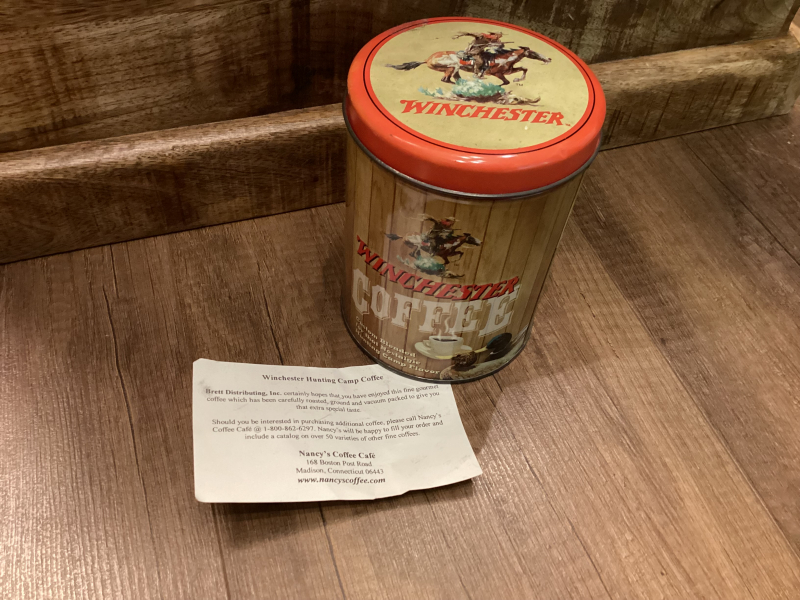 WINCHESTER
WINCHESTER
COFFEE
Blended
Nostalgic
Camp Flavor
Winchester Hunting Camp Coffee
Brett Distributing, Inc. certainly hopes that you have enjoyed this fine gourmet
coffee which has been carefully roasted, ground and vacuum packed to give you
that extra special taste.
Should you be interested in purchasing additional coffee, please call Nancy's
Coffee Café @ 1-800-862-6297. Nancy's will be happy to fill your order and
include a catalog on over 50 varieties of other fine coffees.
Nancy's Coffee Café
168 Boston Post Road
Madison, Connecticut 06443
www.nancyscoffee.com